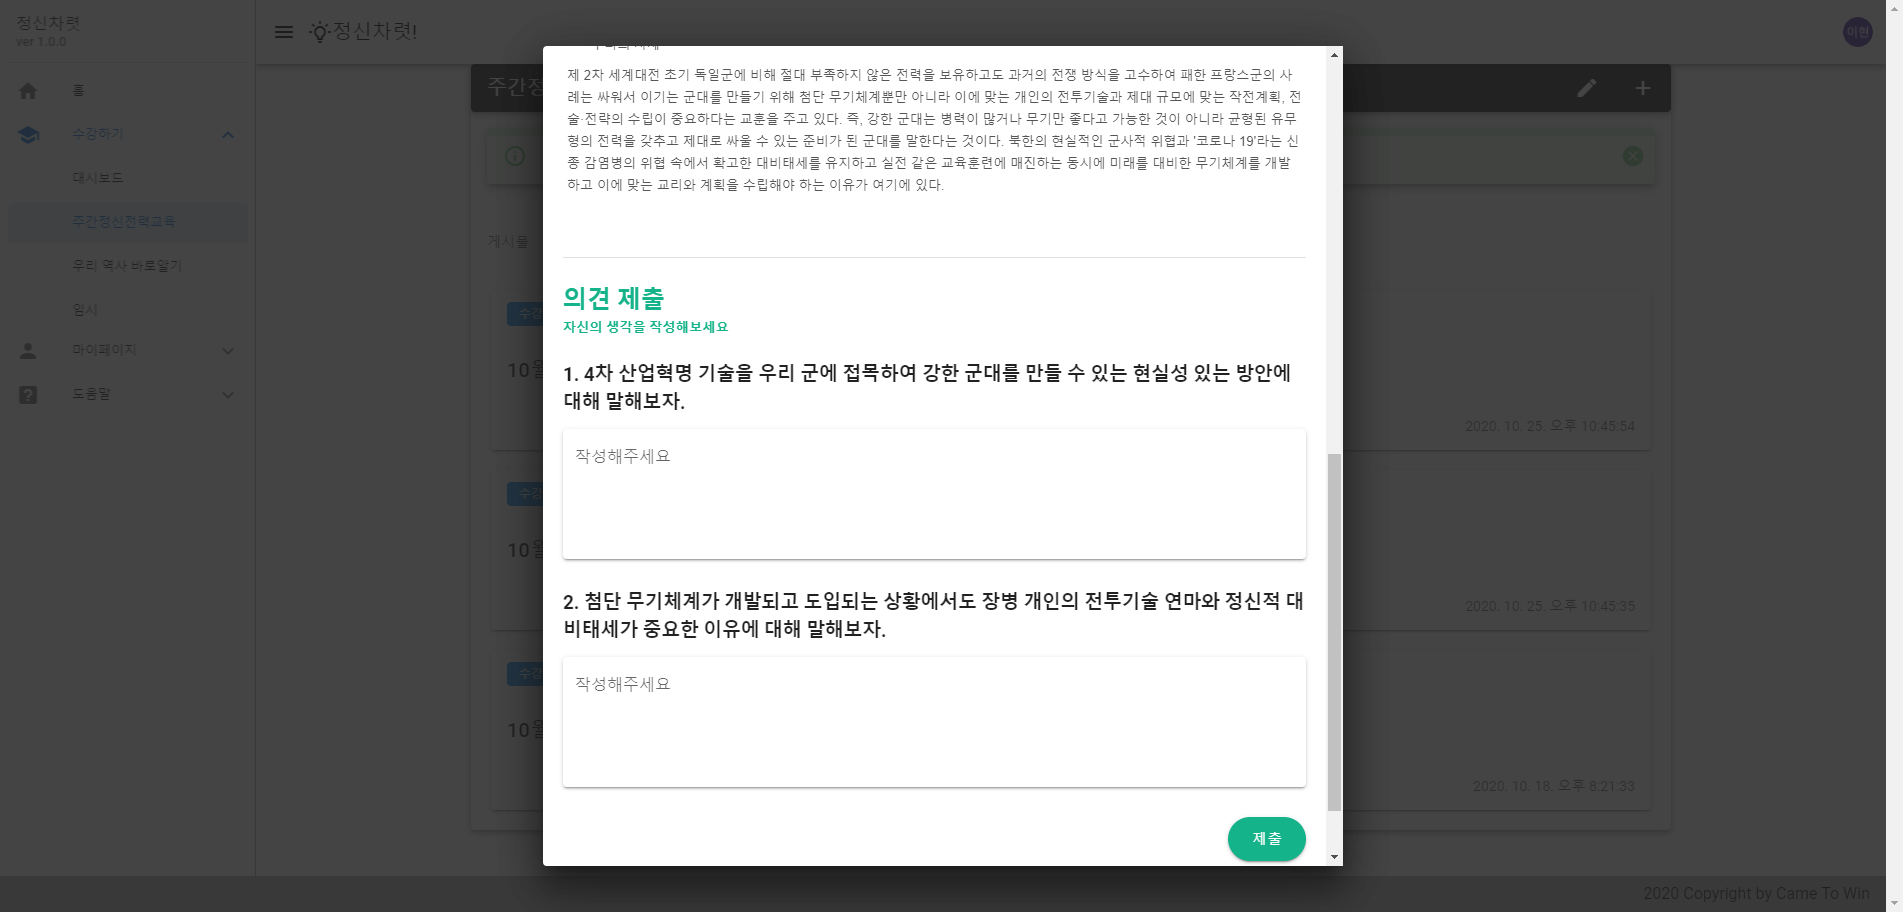 정신차렷
ver 1.0.0
홈
수강하기
대시보드
주간정신전력교육
우리 역사 바로알기
임시
마이페이지
도움말
정신차렷!
이현
주간정
게시물
수강
10월
2020. 10. 25. 오후 10:45:54
수강
10월
2020. 10. 25. 오후 10:45:35
수강
10월
2020. 10. 18. 오후 8:21:33
제 2차 세계대전 초기 독일군에 비해 절대 부족하지 않은 전력을 보유하고도 과거의 전쟁 방식을 고수하여 패한 프랑스군의 사
례는 싸워서 이기는 군대를 만들기 위해 첨단 무기체계뿐만 아니라 이에 맞는 개인의 전투기술과 제대 규모에 맞는 작전계획, 전
술·전략의 수립이 중요하다는 교훈을 주고 있다. 즉, 강한 군대는 병력이 많거나 무기만 좋다고 가능한 것이 아니라 균형된 유무
형의 전력을 갖추고 제대로 싸울 수 있는 준비가 된 군대를 말한다는 것이다. 북한의 현실적인 군사적 위협과 '코로나 19'라는 신
종 감염병의 위협 속에서 확고한 대비태세를 유지하고 실전 같은 교육훈련에 매진하는 동시에 미래를 대비한 무기체계를 개발
하고 이에 맞는 교리와 계획을 수립해야 하는 이유가 여기에 있다.
의견 제출
자신의 생각을 작성해보세요
1. 4차 산업혁명 기술을 우리 군에 접목하여 강한 군대를 만들 수 있는 현실성 있는 방안에
대해 말해보자.
작성해주세요
2. 첨단 무기체계가 개발되고 도입되는 상황에서도 장병 개인의 전투기술 연마와 정신적 대
비태세가 중요한 이유에 대해 말해보자.
작성해주세요
제출
2020 Copyright by Came To Win